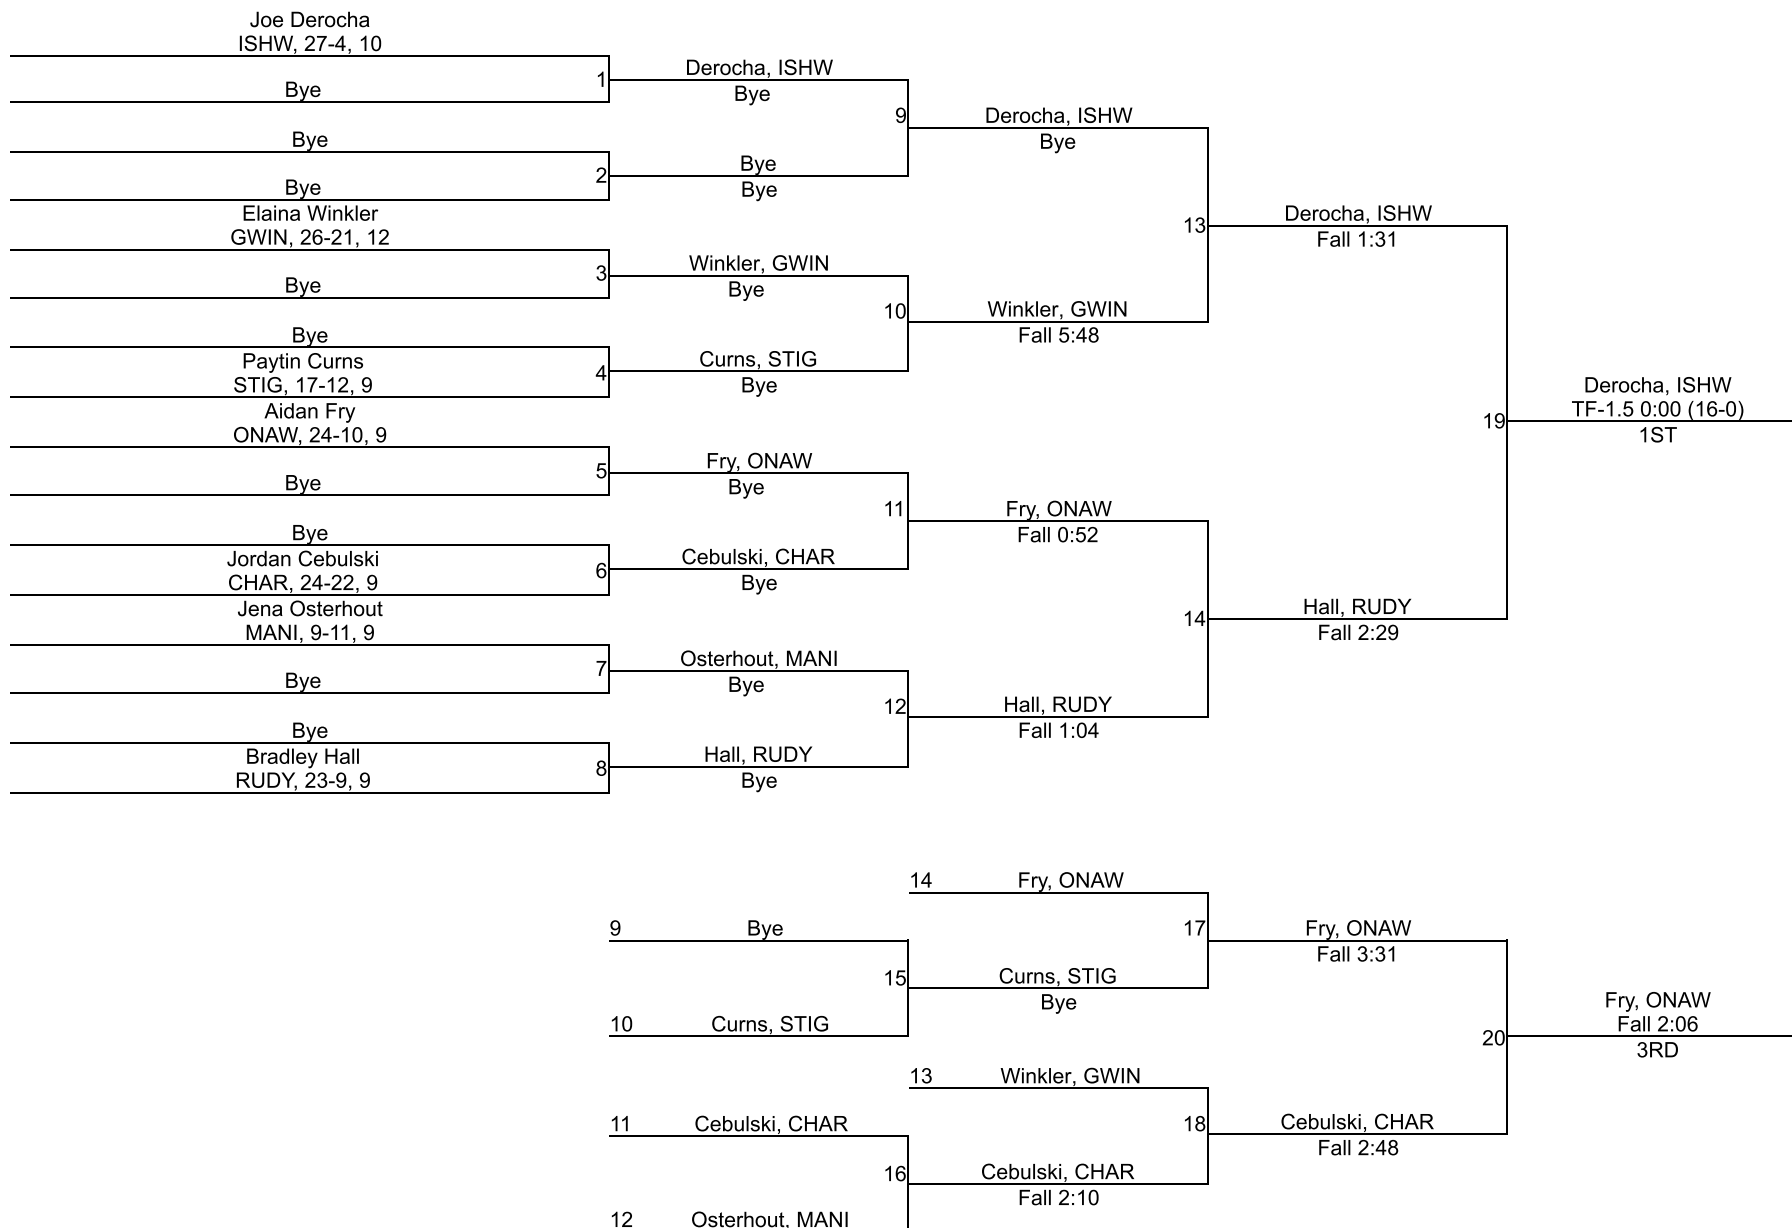 Joe Derocha
ISHW, 27-4, 10
Bye
1
Bye
Bye
2
Elaina Winkler
GWIN, 26-21, 12
Bye
3
Bye
Paytin Curns
STIG, 17-12, 9
4
Aidan Fry
ONAW, 24-10, 9
Bye
5
Bye
Jordan Cebulski
CHAR, 24-22, 9
6
Jena Osterhout
MANI, 9-11, 9
Bye
7
Bye
Bradley Hall
RUDY, 23-9, 9
8
Derocha, ISHW
Bye
9
Bye
Bye
Winkler, GWIN
Bye
10
Curns, STIG
Bye
Fry, ONAW
Bye
11
Cebulski, CHAR
Bye
Osterhout, MANI
Bye
12
Hall, RUDY
Bye
Derocha, ISHW
Bye
13
Winkler, GWIN
Fall 5:48
Fry, ONAW
Fall 0:52
14
Hall, RUDY
Fall 1:04
Derocha, ISHW
Fall 1:31
19
Hall, RUDY
Fall 2:29
Derocha, ISHW
TF-1.5 0:00 (16-0)
1ST
14 Fry, ONAW
9 Bye
15
10 Curns, STIG
Curns, STIG
Bye
17
13 Winkler, GWIN
11 Cebulski, CHAR
16
12 Osterhout, MANI
Cebulski, CHAR
Fall 2:10
18
Fry, ONAW
Fall 3:31
20
Cebulski, CHAR
Fall 2:48
Fry, ONAW
Fall 2:06
3RD